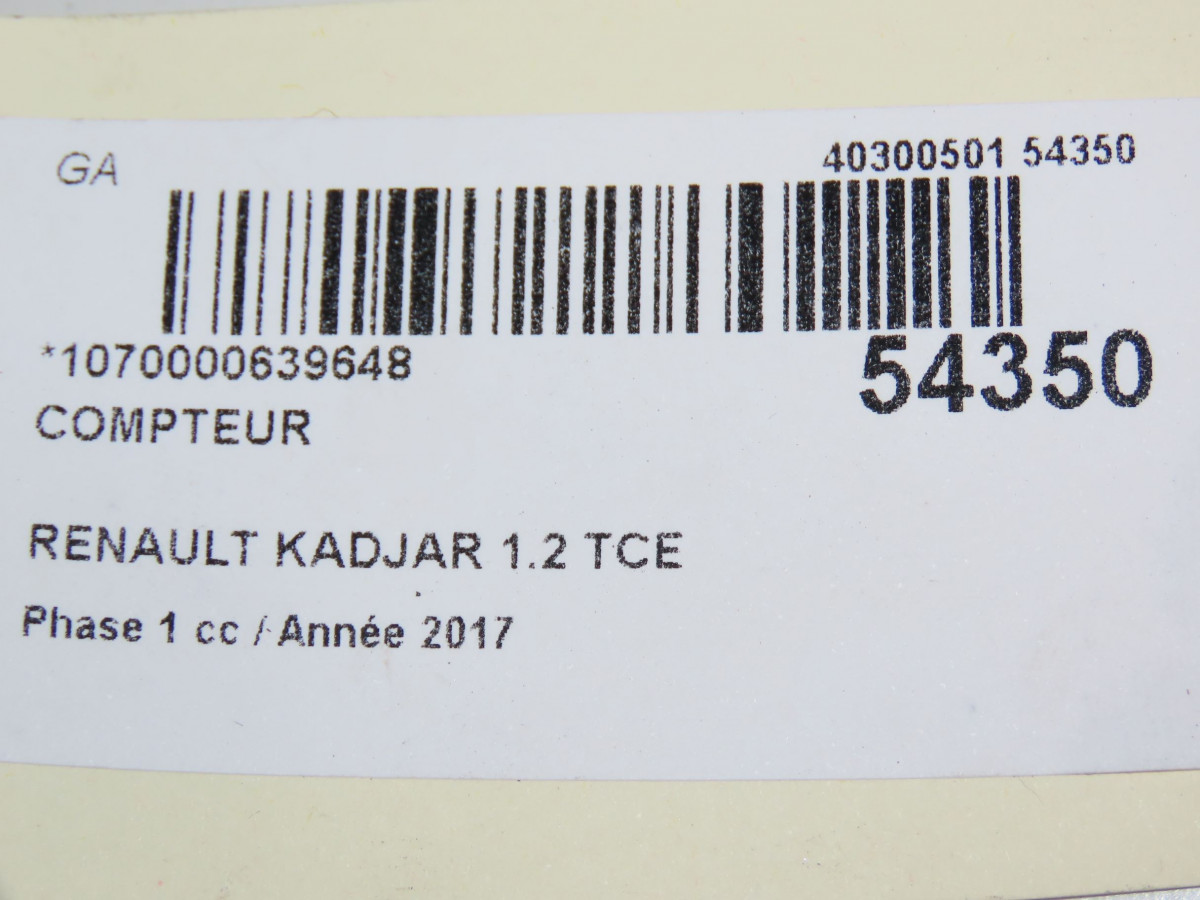 GA
40300501 54350
*1070000639648
54350
COMPTEUR
RENAULT KADJAR 1.2 TCE
Phase 1 cc / Année 2017